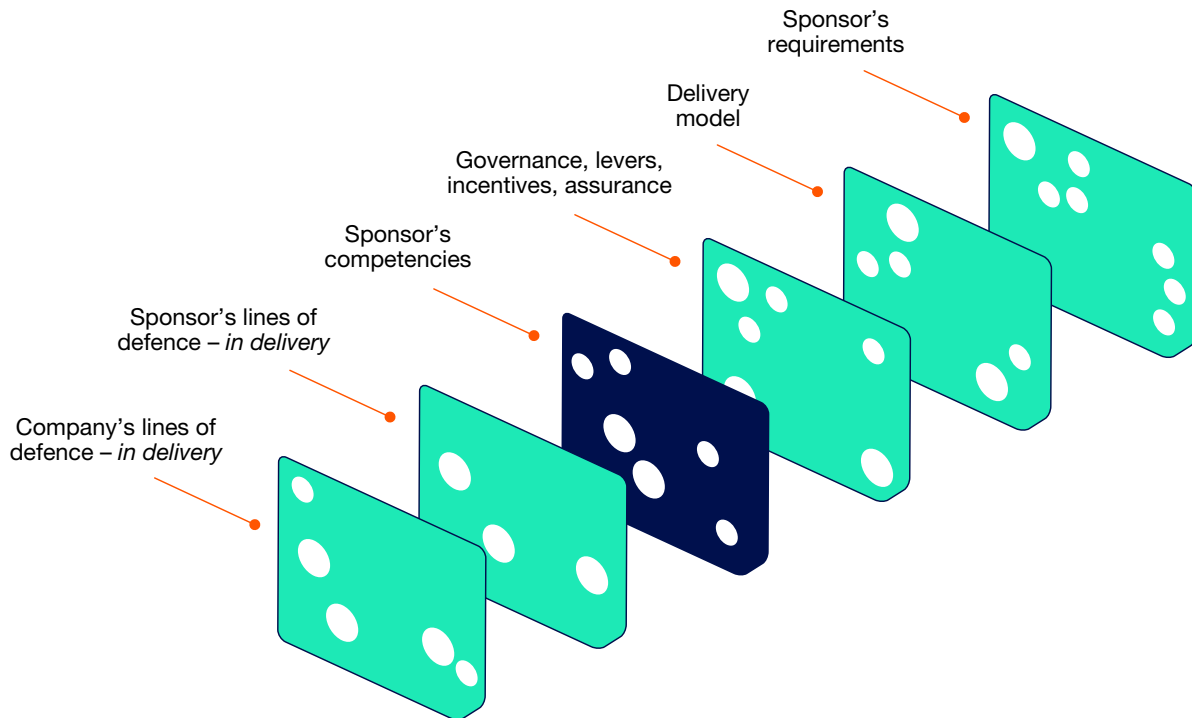 Sponsor’s
requirements
Delivery
model
Governance, levers,
incentives, assurance
Sponsor’s
competencies
Sponsor’s lines of
defence – in delivery
Company’s lines of
defence – in delivery